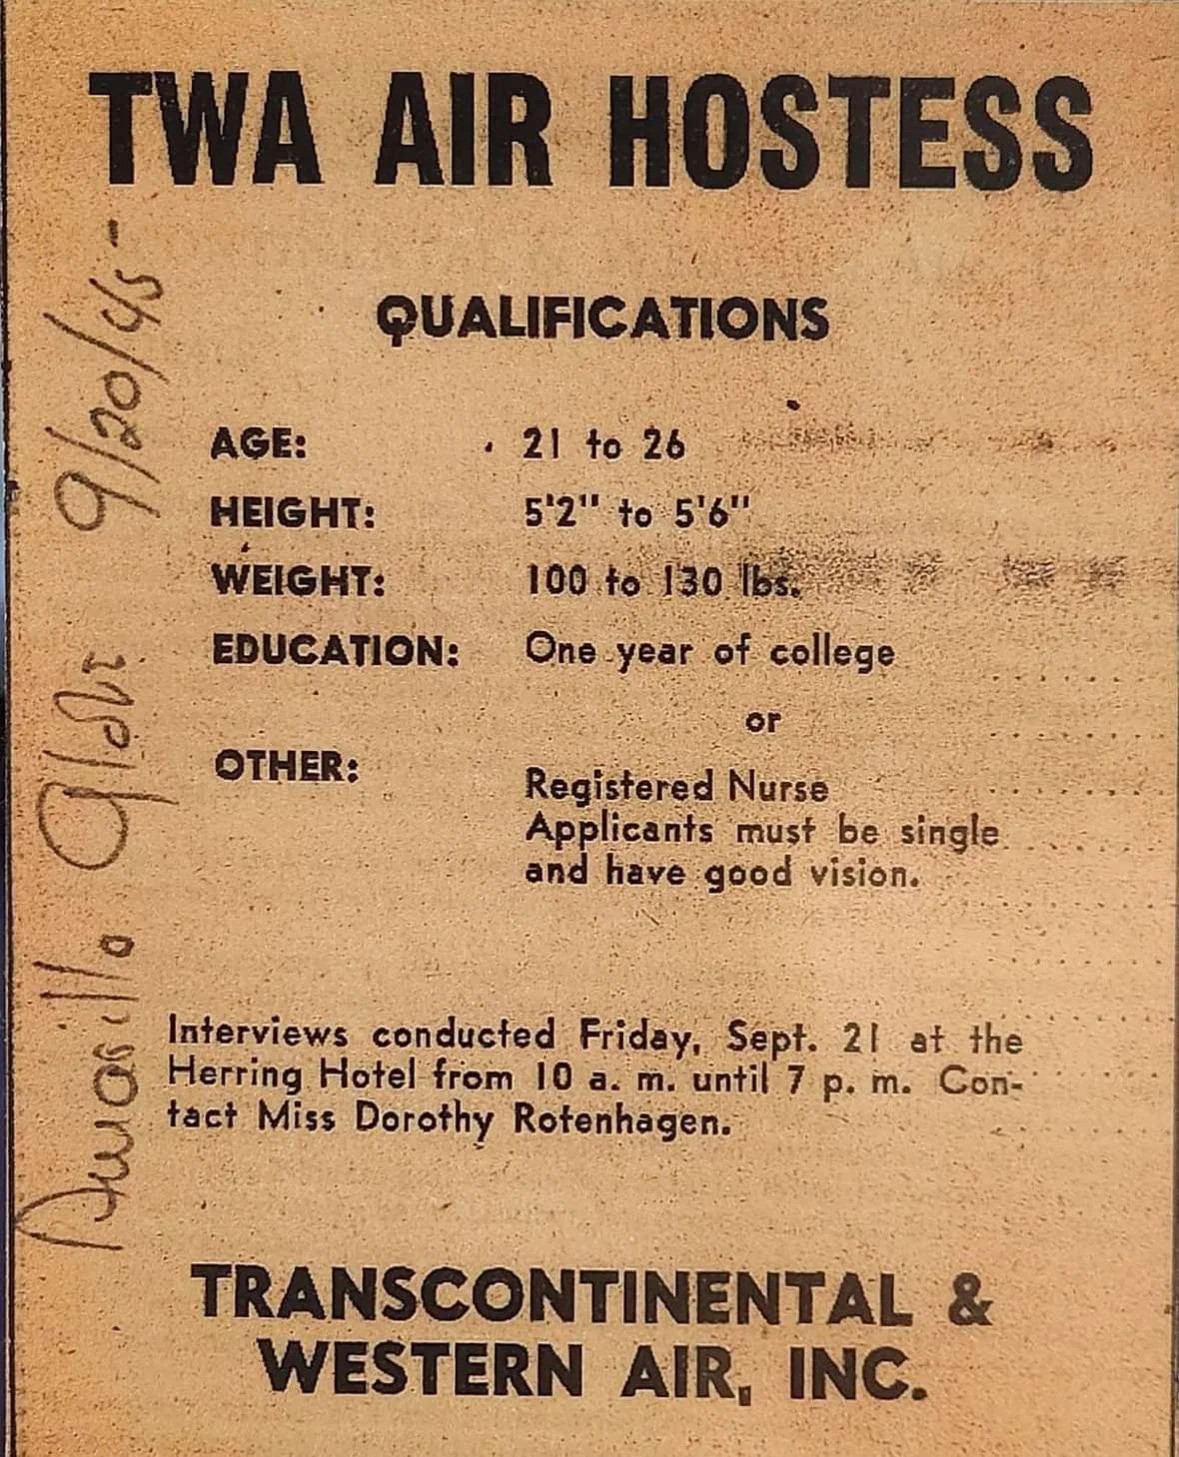 TWA AIR HOSTESS
QUALIFICATIONS
AGE: 21 to 26
HEIGHT: 5'2" to 5'6"
WEIGHT: 100 to 130 lbs.
EDUCATION: One year of college
or
OTHER:
Registered Nurse
Applicants must be single
and have good vision.
Interviews conducted Friday, Sept. 21 at the
Herring Hotel from 10 a. m. until 7 p. m. Con-
tact Miss Dorothy Rotenhagen.
TRANSCONTINENTAL &
WESTERN AIR, INC.
Amarillo 9/20/45-